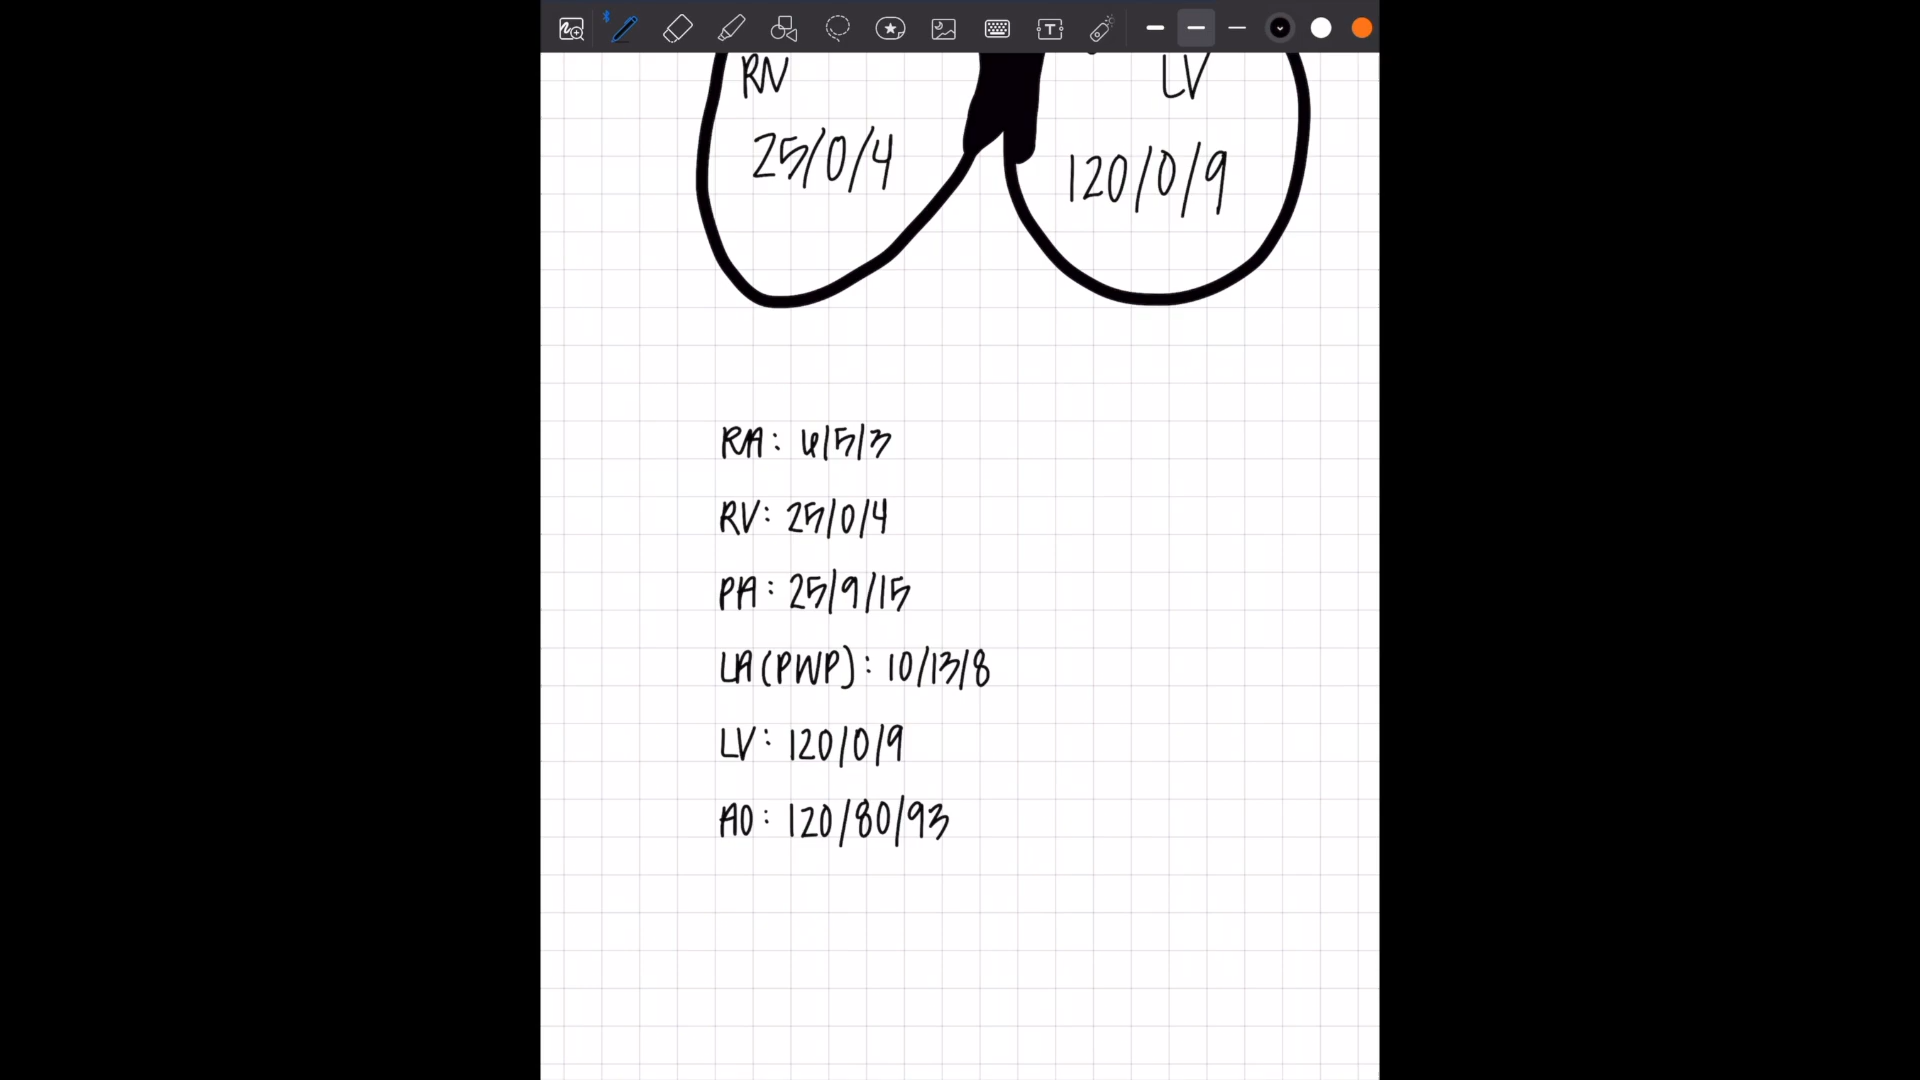 RV
LV
25/0/4
120/0/9
RA: 6/5/3
RV: 25/0/4
PA: 25/9/15
LA (PWP): 10/13/8
LV: 120/0/9
AO: 120/80/93